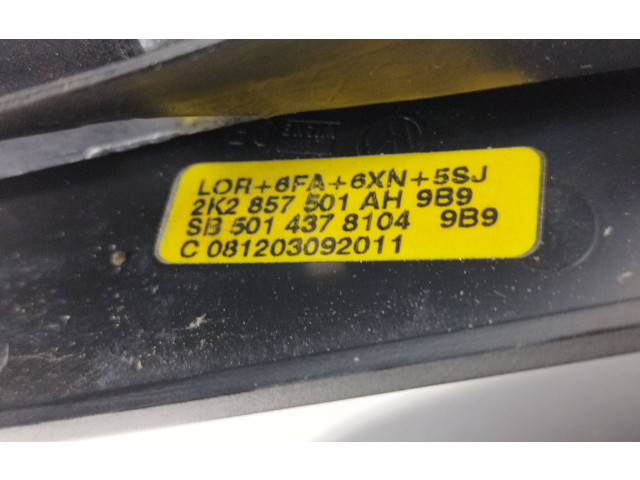 LOR+6FA+6XN+5SJ
2K2 857 501 AH 9B9
SB 501 437 8104 9B9
C 081203092011